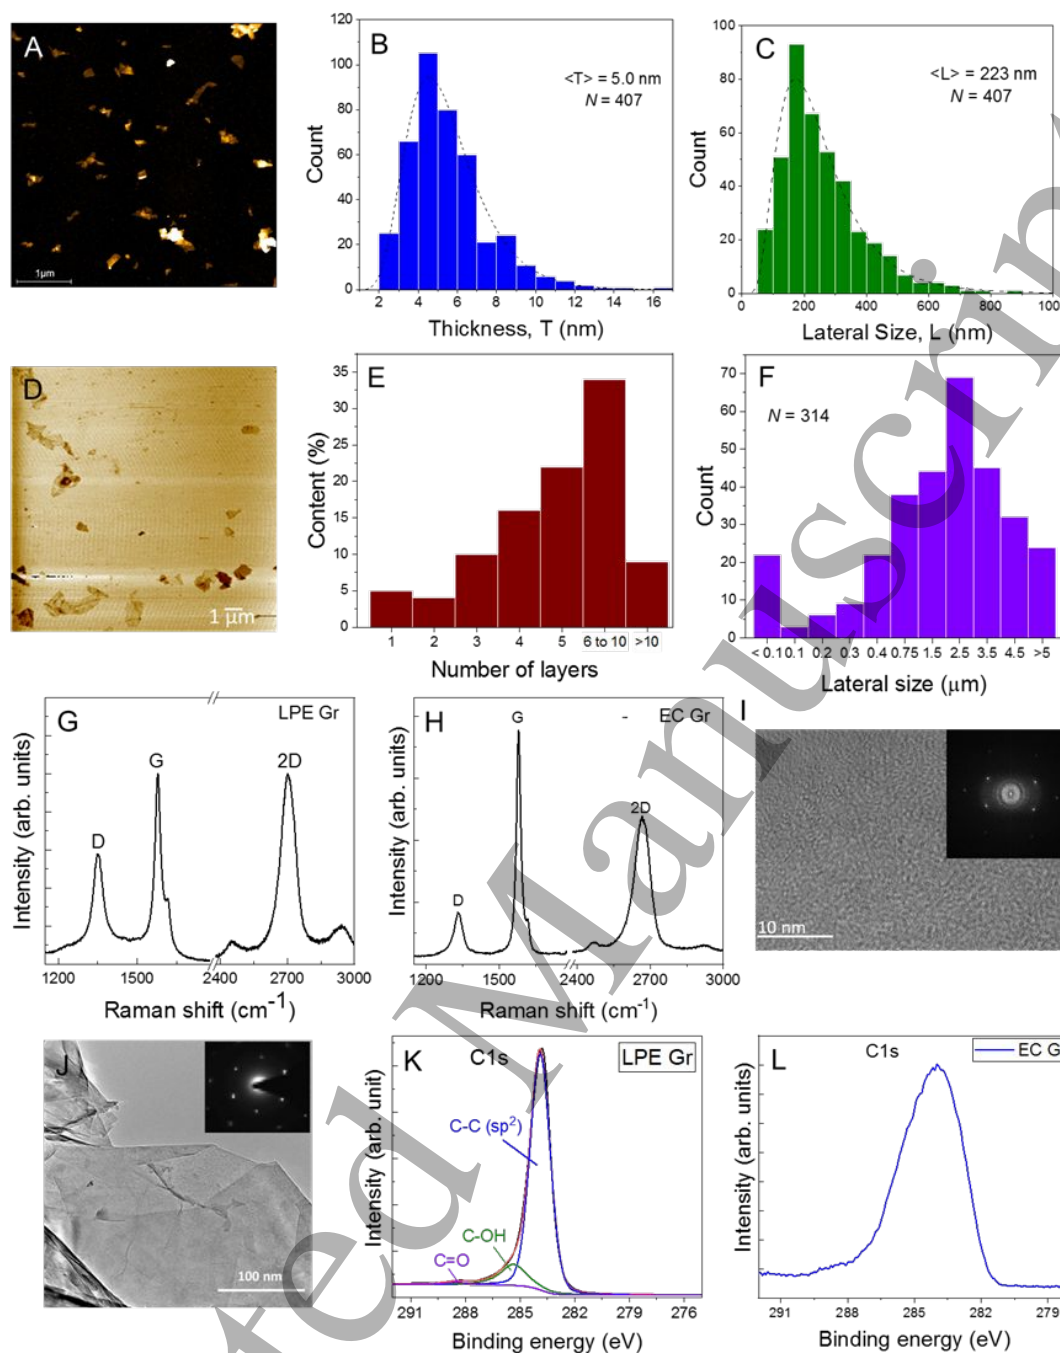 A
1μm
B
<T> = 5.0 nm
N = 407
Count
120
100
80
60
40
20
0
2 4 6 8 10 12 14 16
Thickness, T (nm)
C
<L> = 223 nm
N = 407
Count
100
80
60
40
20
0
0 200 400 600 800 1000
Lateral Size, L (nm)
D
1 μm
E
Content (%)
35
30
25
20
15
10
5
0
1 2 3 4 5 6 to 10 >10
Number of layers
F
N = 314
Count
70
60
50
40
30
20
10
0
< 0.1 0.1 0.2 0.3 0.4 0.75 1.5 2.5 3.5 4.5 >5
Lateral size (μm)
G
LPE Gr
D
G
2D
Intensity (arb. units)
1200 1500 2400 2700 3000
Raman shift (cm-1)
H
- EC Gr
D
G
2D
Intensity (arb. units)
1200 1500 2400 2700 3000
Raman shift (cm-1)
I
10 nm
J
100 nm
K
C1s
LPE Gr
C-C (sp2)
C-OH
C=O
Intensity (arb. unit)
291 288 285 282 279 276
Binding energy (eV)
L
C1s
EC G
Intensity (arb. units)
291 288 285 282 279
Binding energy (eV)
ted Manuscrip